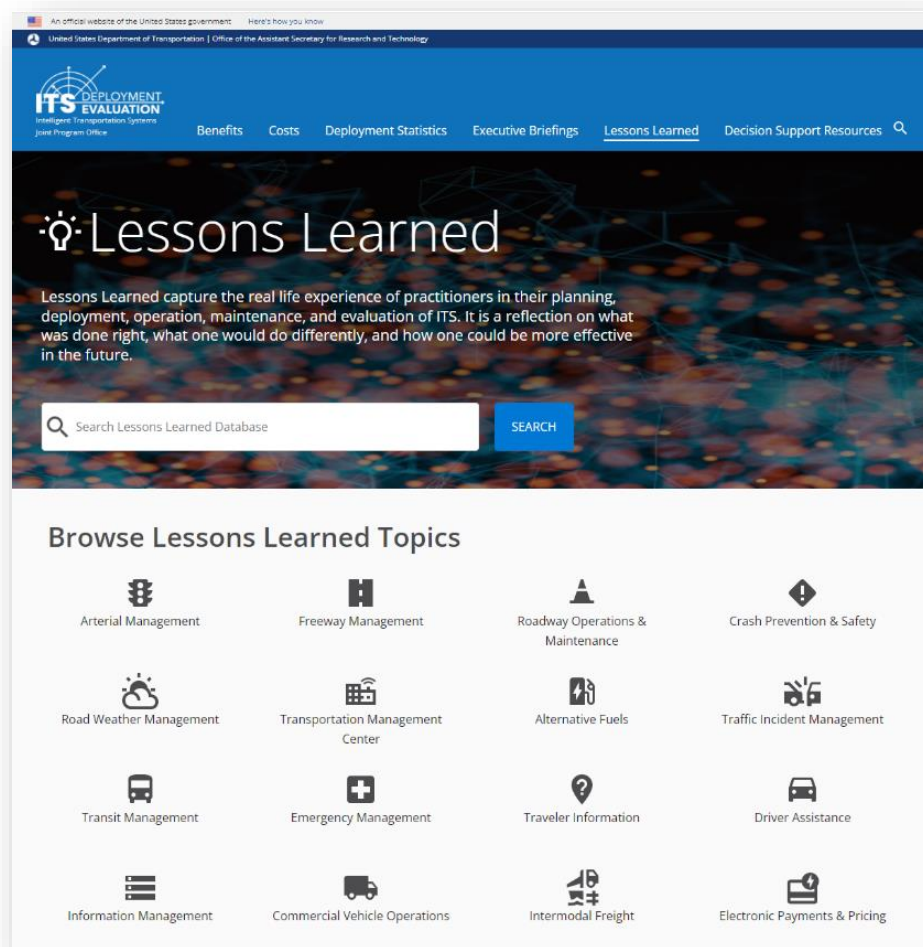 An official website of the United States government Here's how you know
United States Department of Transportation | Office of the Assistant Secretary for Research and Technology
ITS DEPLOYMENT
EVALUATION
Intelligent Transportation Systems
Joint Program Office
Benefits Costs Deployment Statistics Executive Briefings Lessons Learned Decision Support Resources
Lessons Learned
Lessons Learned capture the real life experience of practitioners in their planning,
deployment, operation, maintenance, and evaluation of ITS. It is a reflection on what
was done right, what one would do differently, and how one could be more effective
in the future.
Search Lessons Learned Database SEARCH
Browse Lessons Learned Topics
Arterial Management Freeway Management Roadway Operations & Crash Prevention & Safety
Maintenance
Road Weather Management Transportation Management Alternative Fuels Traffic Incident Management
Center
Transit Management Emergency Management Traveler Information Driver Assistance
Information Management Commercial Vehicle Operations Intermodal Freight Electronic Payments & Pricing